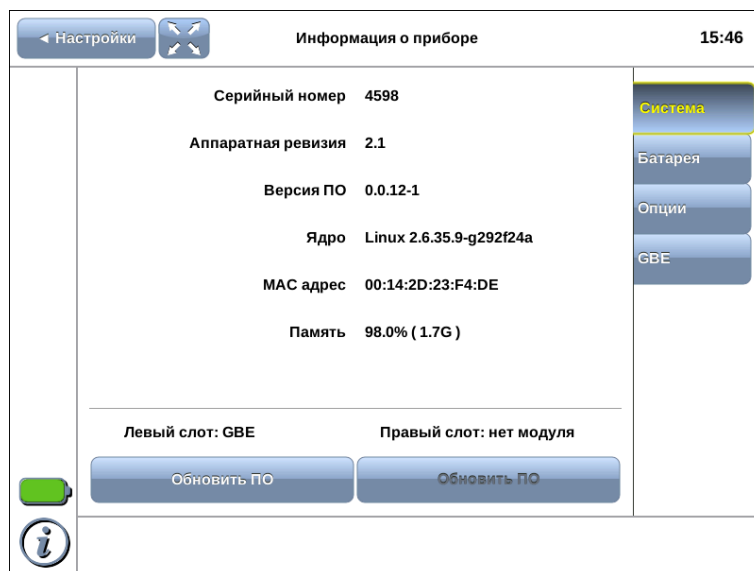 ◄ Настройки
Информация о приборе
15:46
Серийный номер 4598
Аппаратная ревизия 2.1
Версия ПО 0.0.12-1
Ядро Linux 2.6.35.9-g292f24a
MAC адрес 00:14:2D:23:F4:DE
Память 98.0% ( 1.7G )
Левый слот: GBE
Правый слот: нет модуля
Обновить ПО
Обновить ПО
Система
Батарея
Опции
GBE
i